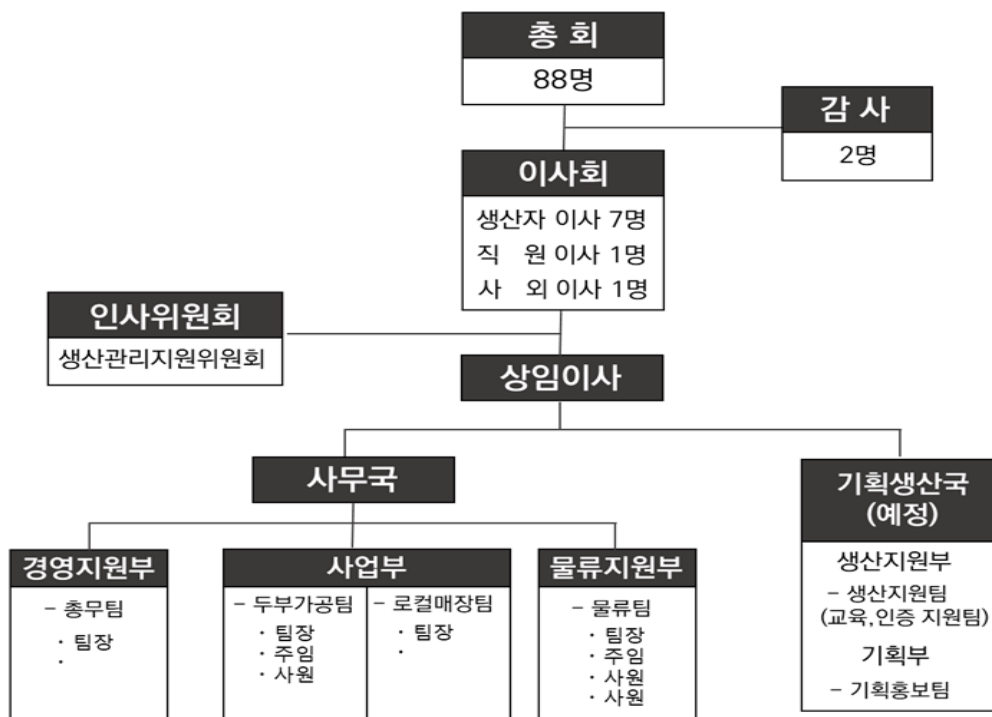 총 회
88명
감 사
2명
이사회
생산자 이사 7명
직 원 이사 1명
사 외 이사 1명
인사위원회
생산관리지원위원회
상임이사
사무국
기획생산국
(예정)
생산지원부
- 생산지원팀
(교육,인증 지원팀)
기획부
- 기획홍보팀
경영지원부
- 총무팀
· 팀장
·
사업부
- 두부가공팀
· 팀장
· 주임
· 사원
- 로컬매장팀
· 팀장
·
물류지원부
- 물류팀
· 팀장
· 주임
· 사원
· 사원